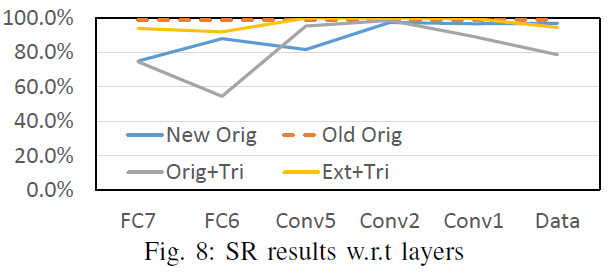 100.0%
80.0%
60.0%
40.0%
20.0%
0.0%
New Orig Old Orig
Orig+Tri Ext+Tri
FC7 FC6 Conv5 Conv2 Conv1 Data
Fig. 8: SR results w.r.t layers